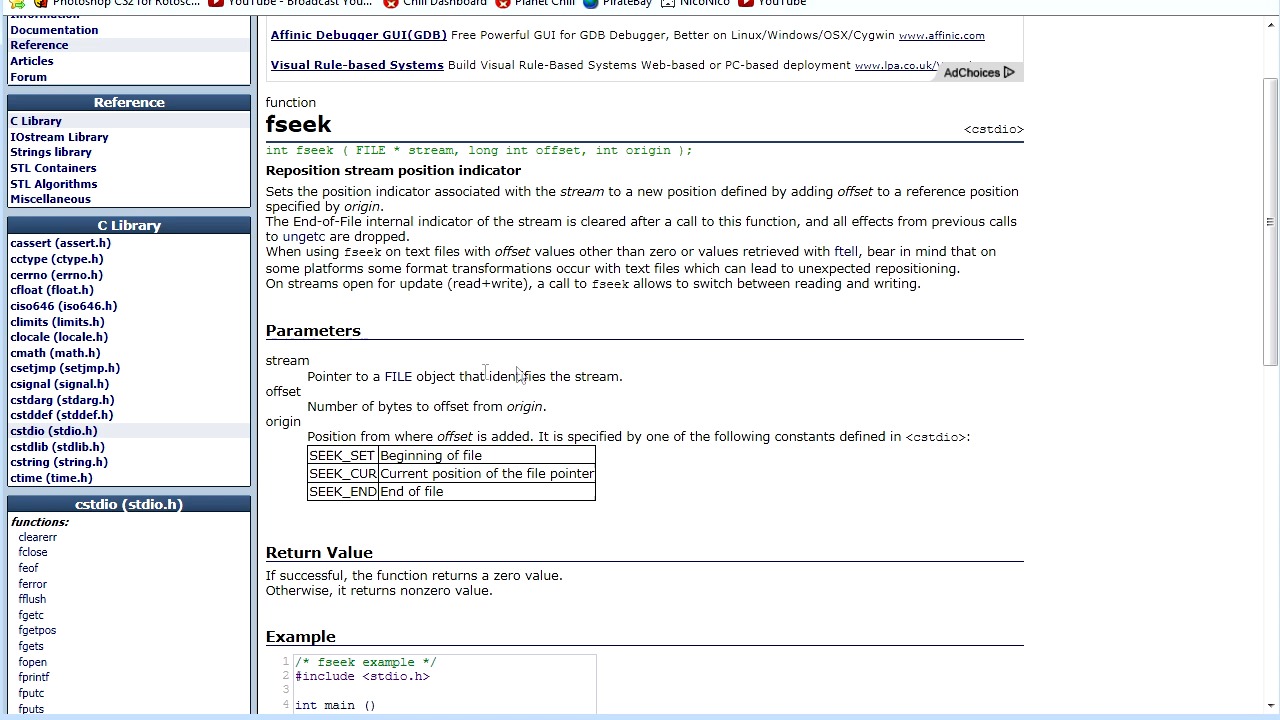 Photoshop CS2 for Rotosc...
YouTube - Broadcast You...
Chill Dashboard
Planet Chill
PirateBay
NicoNico
YouTube
Information
Documentation
Reference
Articles
Forum
Reference
C Library
IOstream Library
Strings library
STL Containers
STL Algorithms
Miscellaneous
C Library
cassert (assert.h)
cctype (ctype.h)
cerrno (errno.h)
cfloat (float.h)
ciso646 (iso646.h)
climits (limits.h)
clocale (locale.h)
cmath (math.h)
csetjmp (setjmp.h)
csignal (signal.h)
cstdarg (stdarg.h)
cstddef (stddef.h)
cstdio (stdio.h)
cstdlib (stdlib.h)
cstring (string.h)
ctime (time.h)
cstdio (stdio.h)
functions:
clearerr
fclose
feof
ferror
fflush
fgetc
fgetpos
fgets
fopen
fprintf
fputc
fputs
Affinic Debugger GUI(GDB) Free Powerful GUI for GDB Debugger, Better on Linux/Windows/OSX/Cygwin www.affinic.com
Visual Rule-based Systems Build Visual Rule-Based Systems Web-based or PC-based deployment www.lpa.co.uk/
AdChoices
function
fseek
<cstdio>
int fseek ( FILE * stream, long int offset, int origin );
Reposition stream position indicator
Sets the position indicator associated with the stream to a new position defined by adding offset to a reference position
specified by origin.
The End-of-File internal indicator of the stream is cleared after a call to this function, and all effects from previous calls
to ungetc are dropped.
When using fseek on text files with offset values other than zero or values retrieved with ftell, bear in mind that on
some platforms some format transformations occur with text files which can lead to unexpected repositioning.
On streams open for update (read+write), a call to fseek allows to switch between reading and writing.
Parameters
stream
Pointer to a FILE object that identifies the stream.
offset
Number of bytes to offset from origin.
origin
Position from where offset is added. It is specified by one of the following constants defined in <cstdio>:
SEEK_SET Beginning of file
SEEK_CUR Current position of the file pointer
SEEK_END End of file
Return Value
If successful, the function returns a zero value.
Otherwise, it returns nonzero value.
Example
1 /* fseek example */
2 #include <stdio.h>
3
4 int main ()